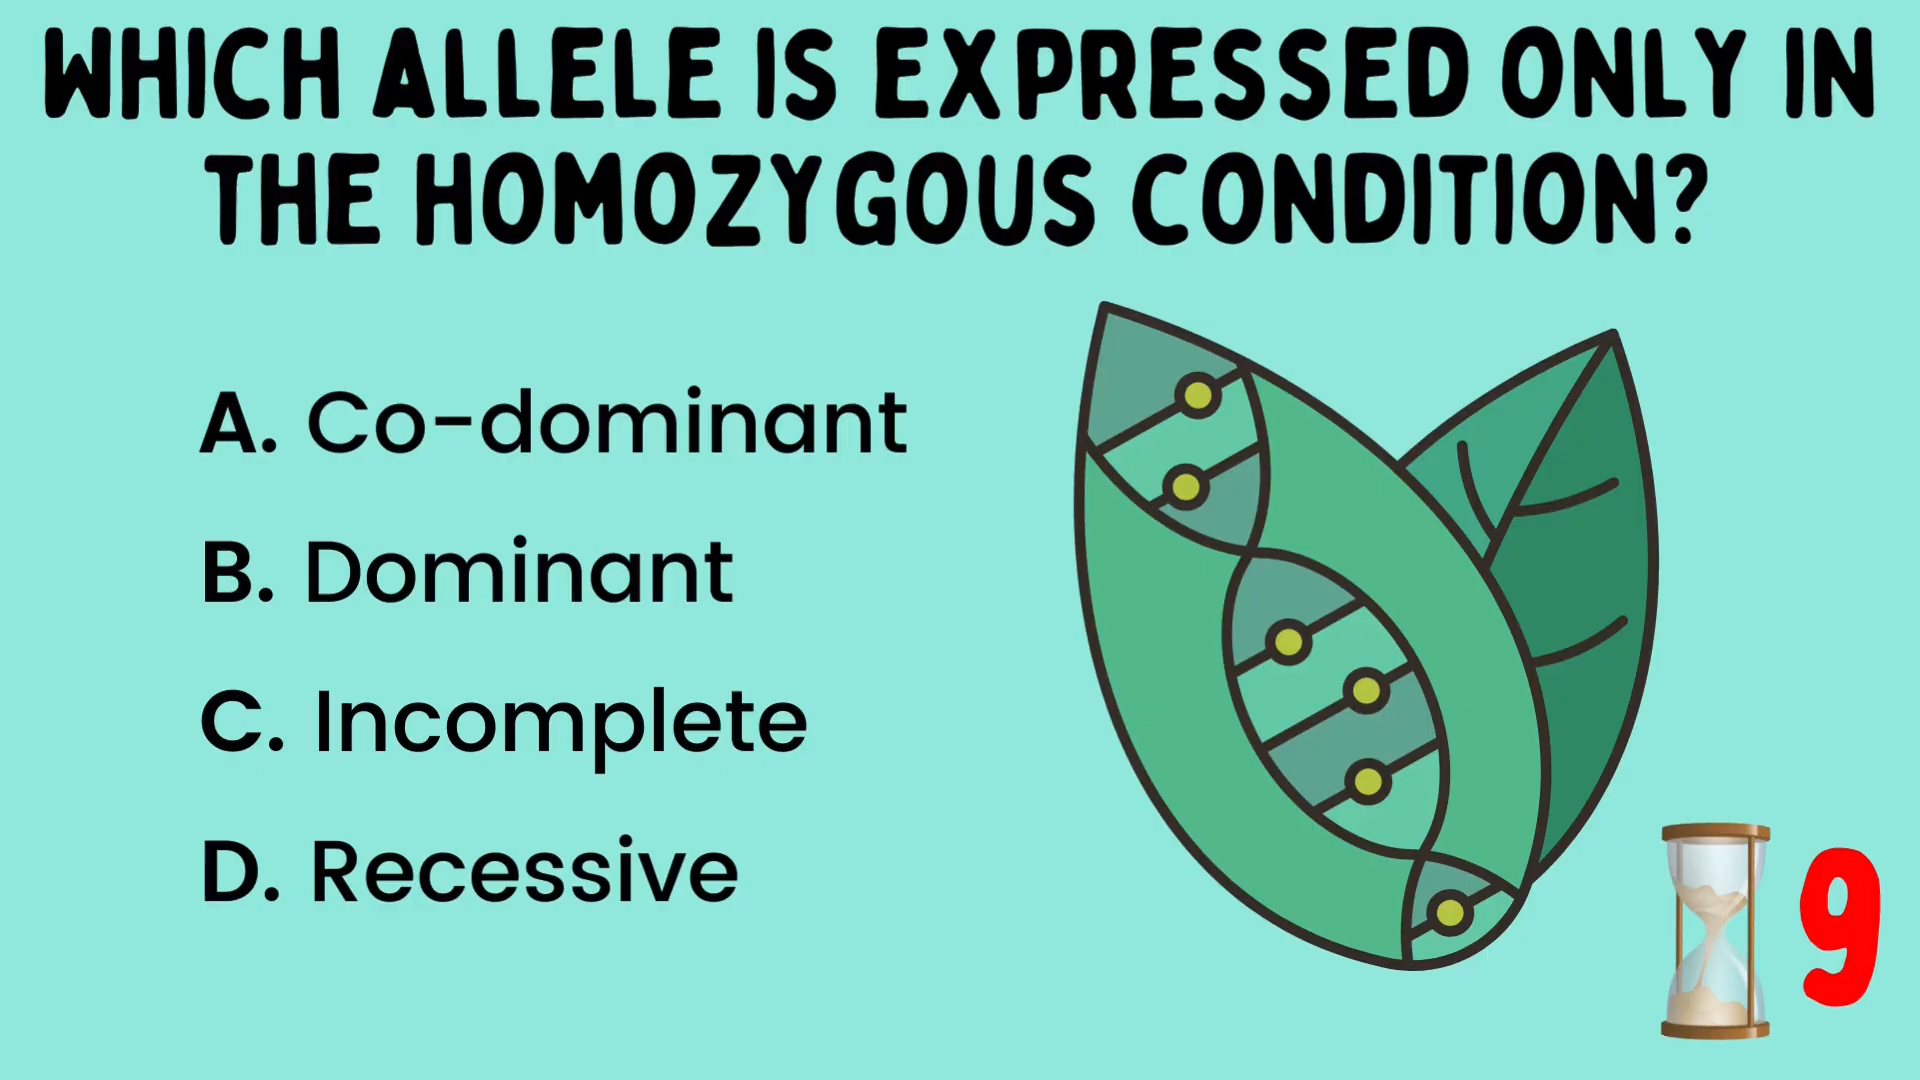 WHICH ALLELE IS EXPRESSED ONLY IN
THE HOMOZYGOUS CONDITION?
A. Co-dominant
B. Dominant
C. Incomplete
D. Recessive
9